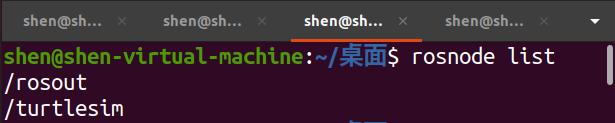 shen@sh... shen@sh... shen@sh... shen@sh...
shen@shen-virtual-machine:~/桌面$ rosnode list
/rosout
/turtlesim